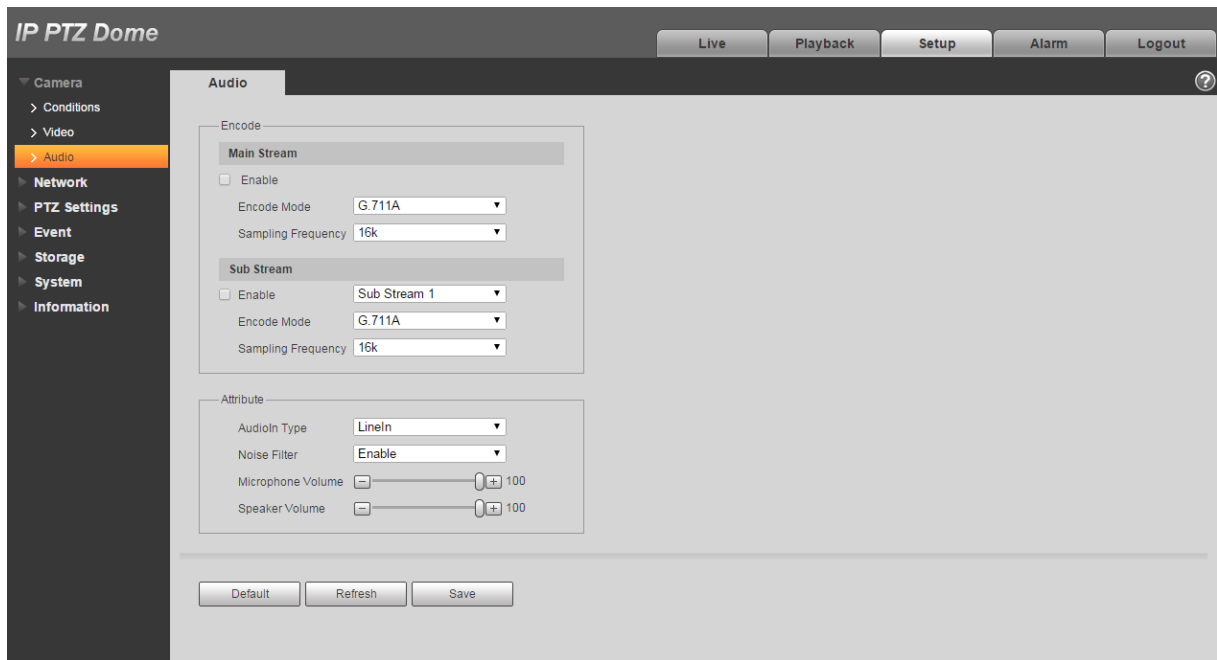 IP PTZ Dome
Live Playback Setup Alarm Logout
Camera
Conditions
Video
Audio
Network
PTZ Settings
Event
Storage
System
Information
Audio
?
Encode
Main Stream
Enable
Encode Mode G.711A
Sampling Frequency 16k
Sub Stream
Enable Sub Stream 1
Encode Mode G.711A
Sampling Frequency 16k
Attribute
AudioIn Type LineIn
Noise Filter Enable
Microphone Volume - + 100
Speaker Volume - + 100
Default Refresh Save